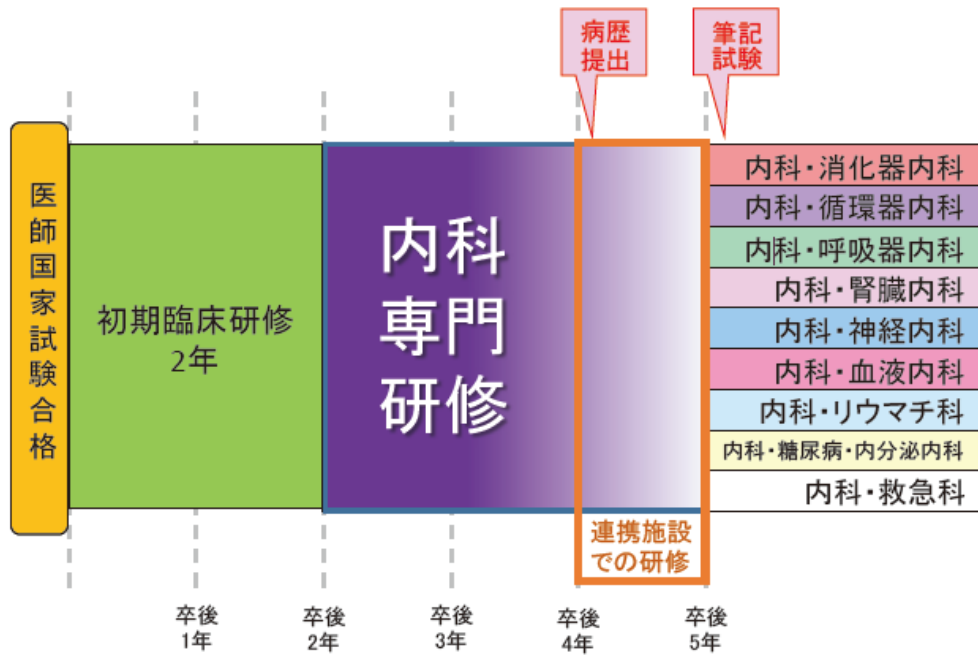 病歴
提出
筆記
試験
医師国家試験合格
初期臨床研修
2年
内科
専門
研修
内科・消化器内科
内科・循環器内科
内科・呼吸器内科
内科・腎臓内科
内科・神経内科
内科・血液内科
内科・リウマチ科
内科・糖尿病・内分泌内科
内科・救急科
連携施設
での研修
卒後
1年
卒後
2年
卒後
3年
卒後
4年
卒後
5年